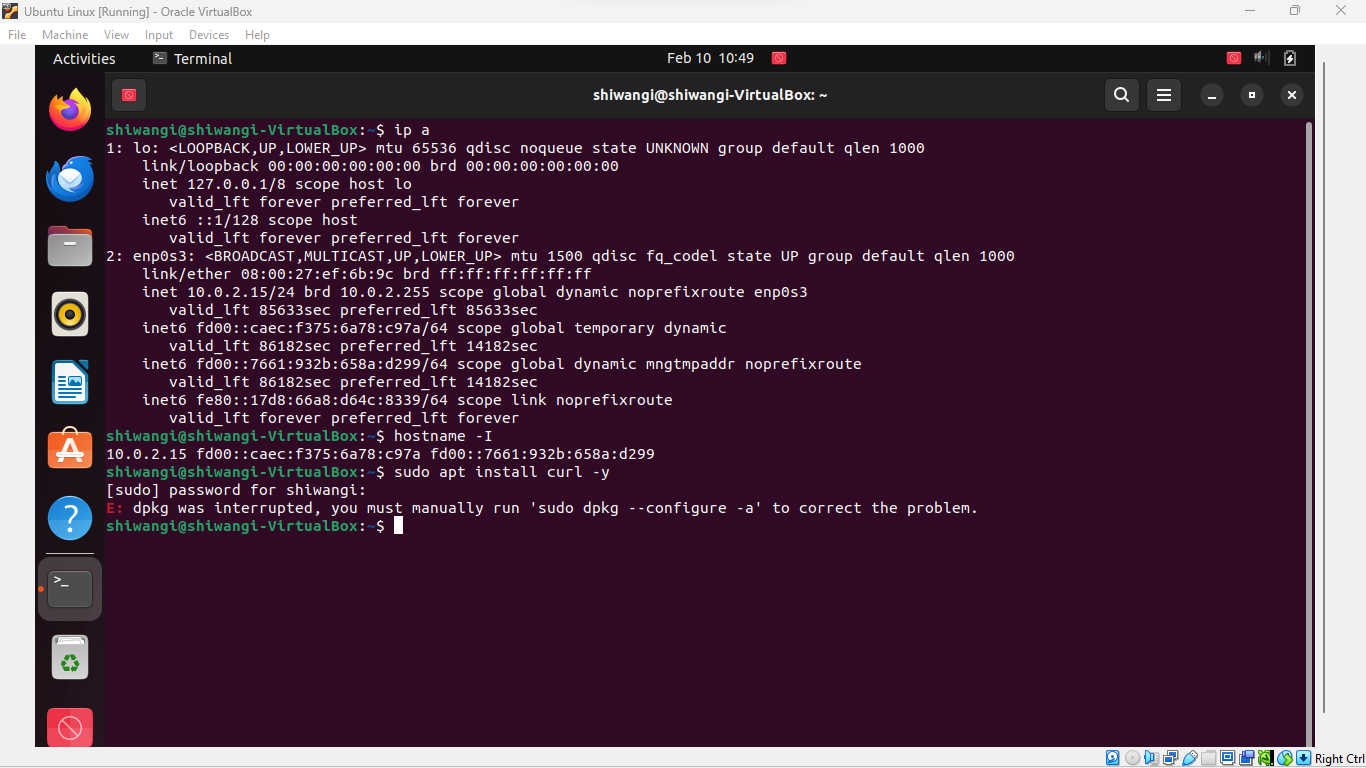 Ubuntu Linux [Running] - Oracle VirtualBox
File Machine View Input Devices Help
Activities Terminal Feb 10 10:49
shiwangi@shiwangi-VirtualBox: ~
shiwangi@shiwangi-VirtualBox:~$ ip a
1: lo: <LOOPBACK,UP,LOWER_UP> mtu 65536 qdisc noqueue state UNKNOWN group default qlen 1000
    link/loopback 00:00:00:00:00:00 brd 00:00:00:00:00:00
    inet 127.0.0.1/8 scope host lo
       valid_lft forever preferred_lft forever
    inet6 ::1/128 scope host
       valid_lft forever preferred_lft forever
2: enp0s3: <BROADCAST,MULTICAST,UP,LOWER_UP> mtu 1500 qdisc fq_codel state UP group default qlen 1000
    link/ether 08:00:27:ef:6b:9c brd ff:ff:ff:ff:ff:ff
    inet 10.0.2.15/24 brd 10.0.2.255 scope global dynamic noprefixroute enp0s3
       valid_lft 85633sec preferred_lft 85633sec
    inet6 fd00::caec:f375:6a78:c97a/64 scope global temporary dynamic
       valid_lft 86182sec preferred_lft 14182sec
    inet6 fd00::7661:932b:658a:d299/64 scope global dynamic mngtmpaddr noprefixroute
       valid_lft 86182sec preferred_lft 14182sec
    inet6 fe80::17d8:66a8:d64c:8339/64 scope link noprefixroute
       valid_lft forever preferred_lft forever
shiwangi@shiwangi-VirtualBox:~$ hostname -I
10.0.2.15 fd00::caec:f375:6a78:c97a fd00::7661:932b:658a:d299
shiwangi@shiwangi-VirtualBox:~$ sudo apt install curl -y
[sudo] password for shiwangi:
E: dpkg was interrupted, you must manually run 'sudo dpkg --configure -a' to correct the problem.
shiwangi@shiwangi-VirtualBox:~$
Right Ctrl